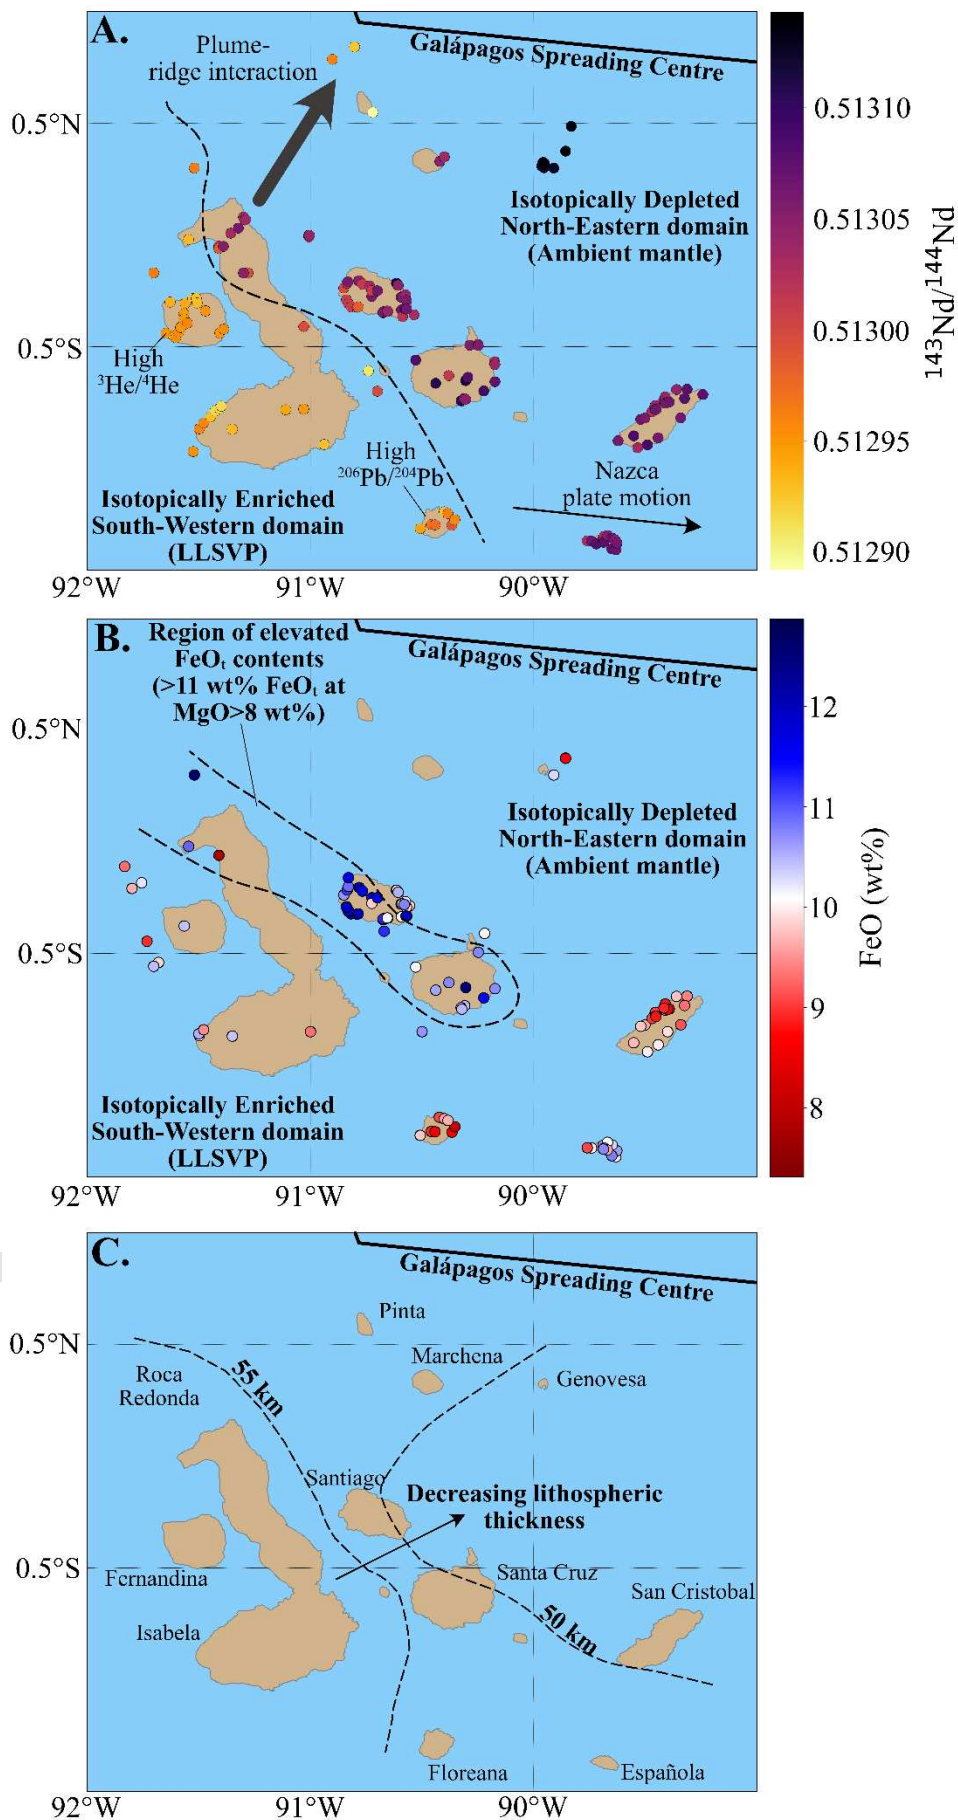 A.
Galápagos Spreading Centre
Plume-
ridge interaction
0.5°N
Isotopically Depleted
North-Eastern domain
(Ambient mantle)
0.5°S
High
³He/⁴He
High
²⁰⁶Pb/²⁰⁴Pb
Nazca
plate motion
Isotopically Enriched
South-Western domain
(LLSVP)
92°W
91°W
90°W
0.51310
0.51305
0.51300
0.51295
0.51290
¹⁴³Nd/¹⁴⁴Nd
B.
Region of elevated
FeOₜ contents
(>11 wt% FeOₜ at
MgO>8 wt%)
Galápagos Spreading Centre
0.5°N
Isotopically Depleted
North-Eastern domain
(Ambient mantle)
0.5°S
Isotopically Enriched
South-Western domain
(LLSVP)
92°W
91°W
90°W
12
11
10
9
8
FeO (wt%)
C.
Galápagos Spreading Centre
Pinta
0.5°N
Marchena
Roca
Redonda
55 km
Genovesa
Santiago
Decreasing lithospheric
thickness
0.5°S
Fernandina
Santa Cruz
San Cristobal
Isabela
50 km
Floreana
Española
92°W
91°W
90°W